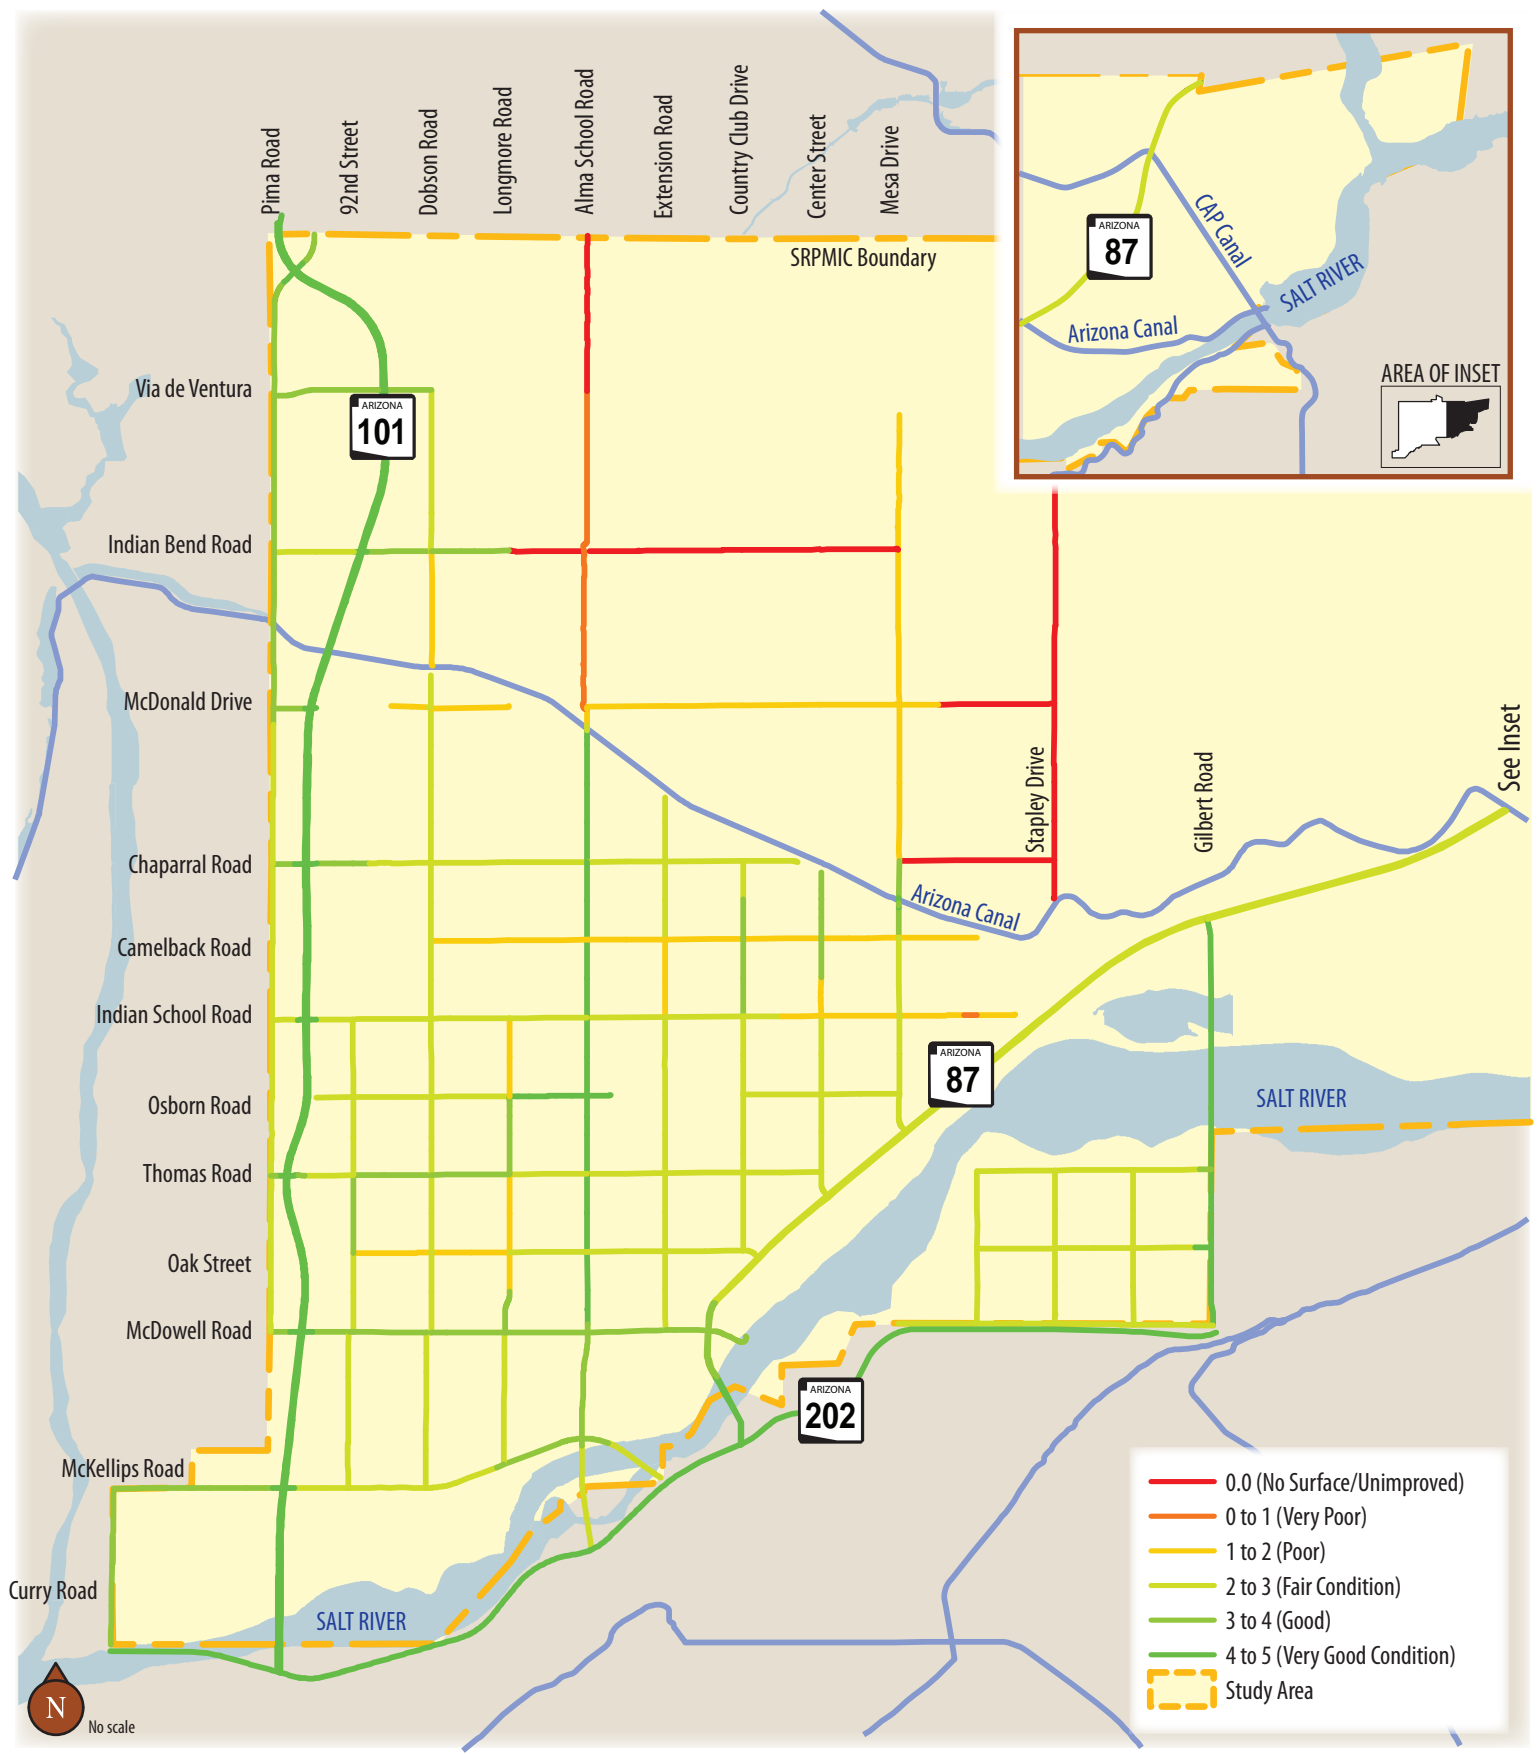 Pima Road
92nd Street
Dobson Road
Longmore Road
Alma School Road
Extension Road
Country Club Drive
Center Street
Mesa Drive
SRPMIC Boundary
CAP Canal
ARIZONA
87
SALT RIVER
Arizona Canal
AREA OF INSET
Via de Ventura
ARIZONA
101
Indian Bend Road
McDonald Drive
Stapley Drive
Gilbert Road
See Inset
Chaparral Road
Arizona Canal
Camelback Road
Indian School Road
ARIZONA
87
Osborn Road
SALT RIVER
Thomas Road
Oak Street
McDowell Road
ARIZONA
202
McKellips Road
Curry Road
SALT RIVER
0.0 (No Surface/Unimproved)
0 to 1 (Very Poor)
1 to 2 (Poor)
2 to 3 (Fair Condition)
3 to 4 (Good)
4 to 5 (Very Good Condition)
Study Area
N
No scale